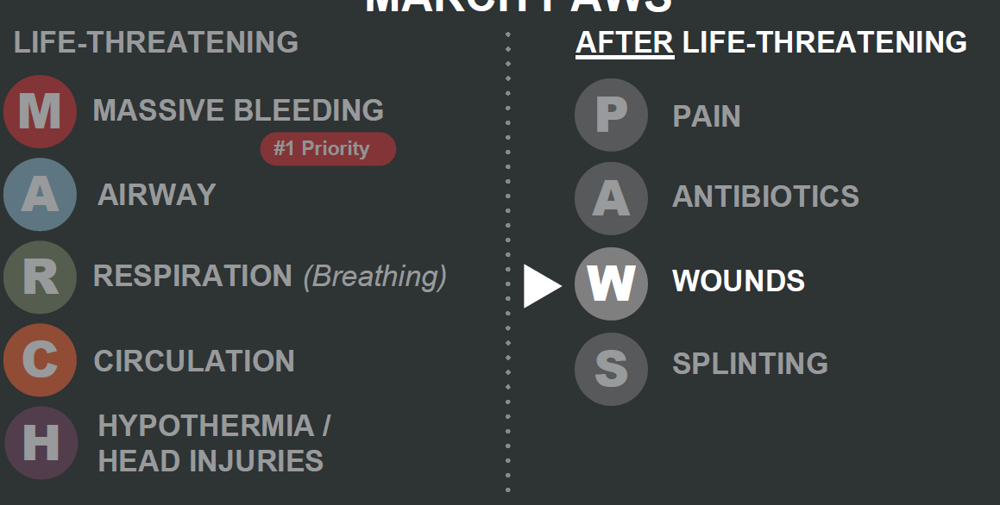 MARCH PAWS
LIFE-THREATENING
M MASSIVE BLEEDING
#1 Priority
A AIRWAY
R RESPIRATION (Breathing)
C CIRCULATION
H HYPOTHERMIA /
HEAD INJURIES
AFTER LIFE-THREATENING
P PAIN
A ANTIBIOTICS
W WOUNDS
S SPLINTING